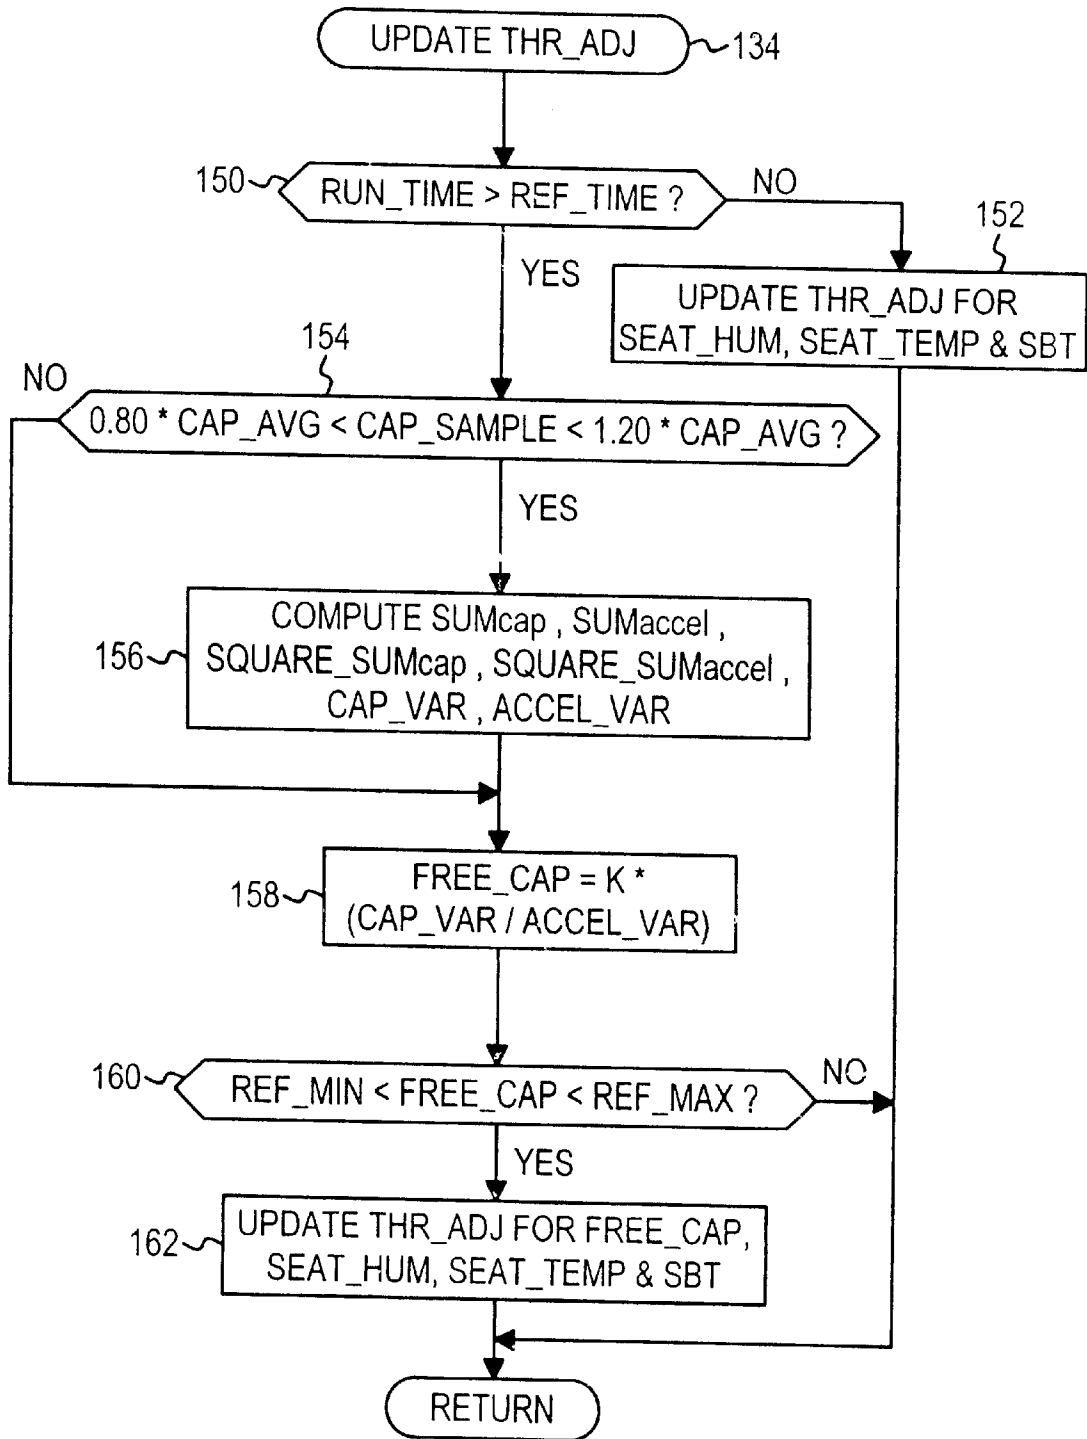 UPDATE THR_ADJ
134
150
RUN_TIME > REF_TIME ?
NO
YES
152
UPDATE THR_ADJ FOR
SEAT_HUM, SEAT_TEMP & SBT
154
NO
0.80 * CAP_AVG < CAP_SAMPLE < 1.20 * CAP_AVG ?
YES
156
COMPUTE SUMcap , SUMaccel ,
SQUARE_SUMcap , SQUARE_SUMaccel ,
CAP_VAR , ACCEL_VAR
158
FREE_CAP = K *
(CAP_VAR / ACCEL_VAR)
160
REF_MIN < FREE_CAP < REF_MAX ?
NO
YES
162
UPDATE THR_ADJ FOR FREE_CAP,
SEAT_HUM, SEAT_TEMP & SBT
RETURN